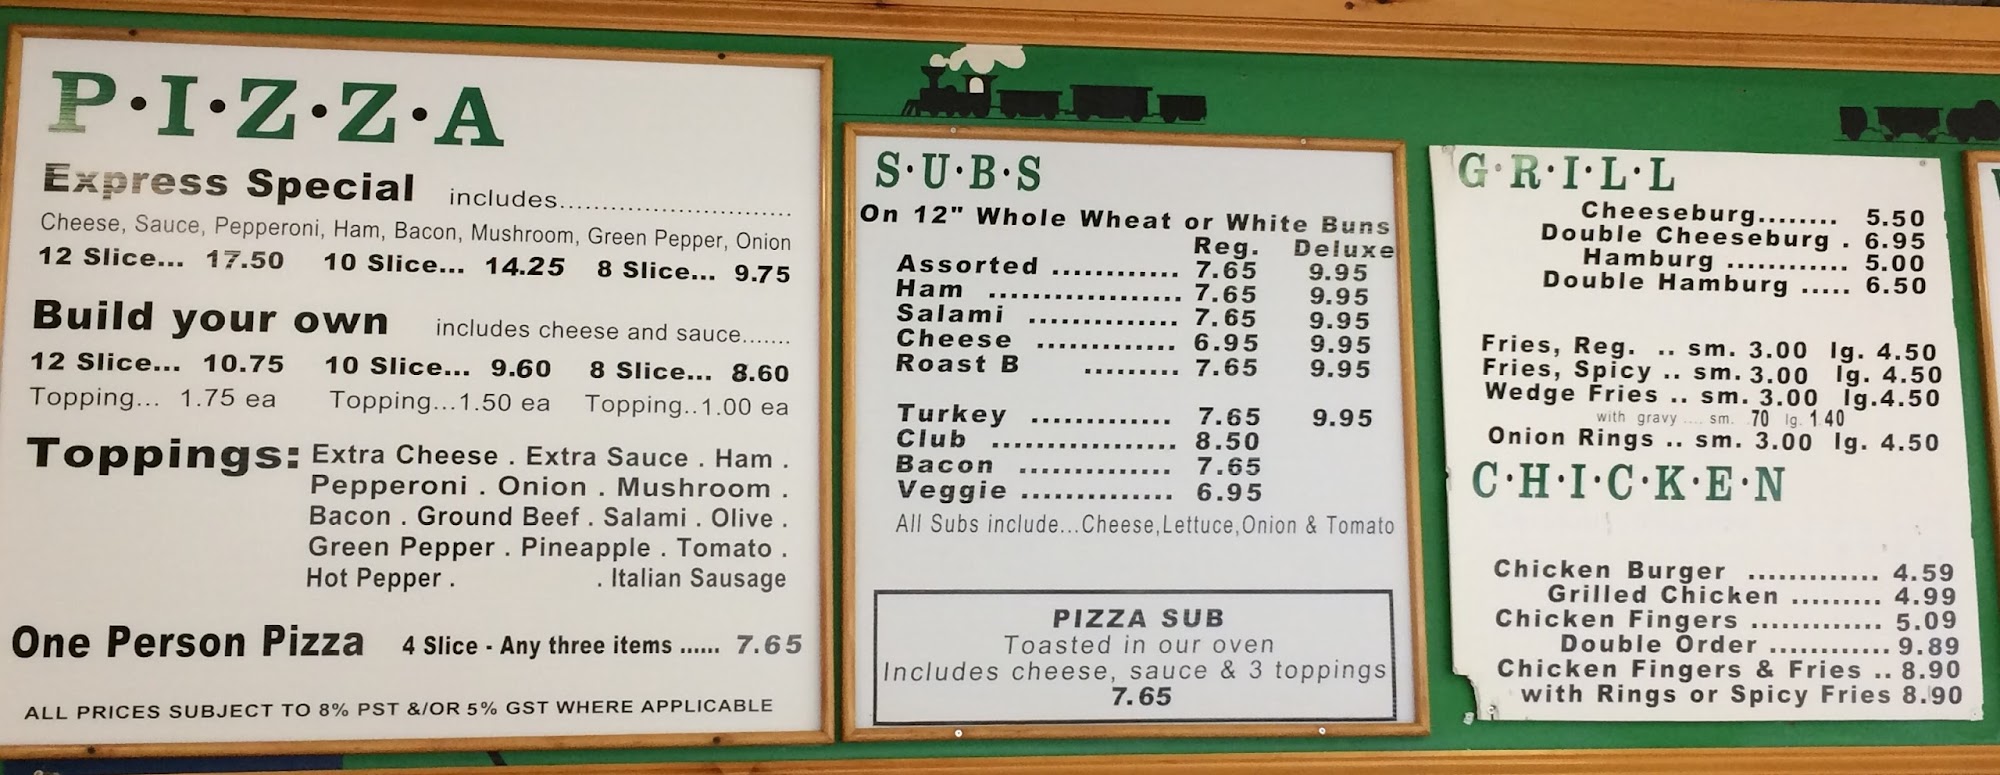 P·I·Z·Z·A
Express Special includes............................
Cheese, Sauce, Pepperoni, Ham, Bacon, Mushroom, Green Pepper, Onion
12 Slice... 17.50 10 Slice... 14.25 8 Slice... 9.75
Build your own includes cheese and sauce.......
12 Slice... 10.75 10 Slice... 9.60 8 Slice... 8.60
Topping... 1.75 ea Topping...1.50 ea Topping..1.00 ea
Toppings: Extra Cheese . Extra Sauce . Ham .
Pepperoni . Onion . Mushroom .
Bacon . Ground Beef . Salami . Olive .
Green Pepper . Pineapple . Tomato .
Hot Pepper . . Italian Sausage
One Person Pizza 4 Slice - Any three items ...... 7.65
ALL PRICES SUBJECT TO 8% PST &/OR 5% GST WHERE APPLICABLE
S·U·B·S
On 12" Whole Wheat or White Buns
Reg. Deluxe
Assorted ............ 7.65 9.95
Ham .................. 7.65 9.95
Salami .............. 7.65 9.95
Cheese ............. 6.95 9.95
Roast B ......... 7.65 9.95
Turkey ............. 7.65 9.95
Club ................. 8.50
Bacon .............. 7.65
Veggie .............. 6.95
All Subs include...Cheese,Lettuce,Onion & Tomato
PIZZA SUB
Toasted in our oven
Includes cheese, sauce & 3 toppings
7.65
G·R·I·L·L
Cheeseburg........ 5.50
Double Cheeseburg . 6.95
Hamburg ............ 5.00
Double Hamburg ..... 6.50
Fries, Reg. .. sm. 3.00 lg. 4.50
Fries, Spicy .. sm. 3.00 lg. 4.50
Wedge Fries .. sm. 3.00 lg.4.50
with gravy .... sm. .70 lg. 1.40
Onion Rings .. sm. 3.00 lg. 4.50
C·H·I·C·K·E·N
Chicken Burger ............. 4.59
Grilled Chicken ......... 4.99
Chicken Fingers ............. 5.09
Double Order ............ 9.89
Chicken Fingers & Fries .. 8.90
with Rings or Spicy Fries 8.90